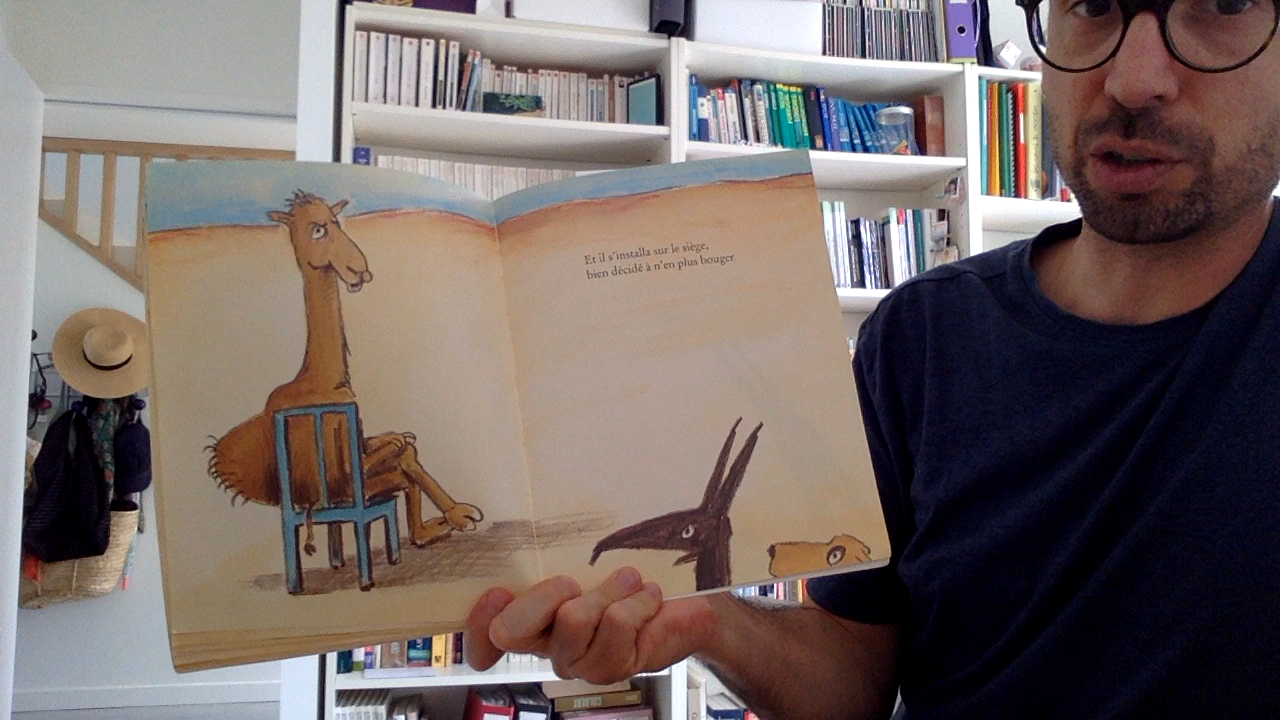 Et il s'installa sur le siège,
bien décidé à n'en plus bouger.